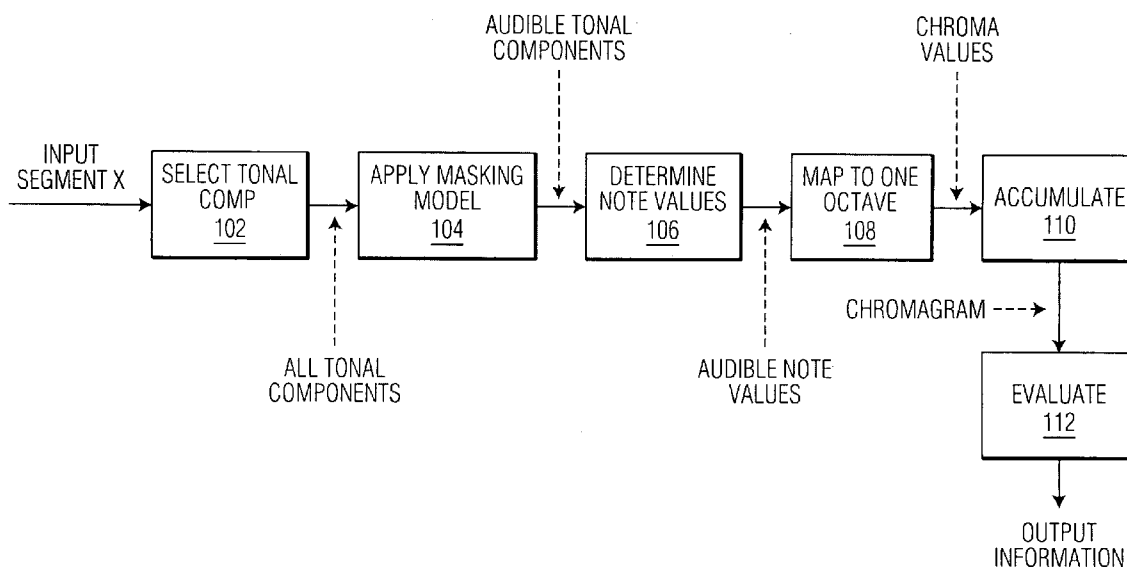 AUDIBLE TONAL
COMPONENTS
CHROMA
VALUES
INPUT
SEGMENT X
SELECT TONAL
COMP
102
APPLY MASKING
MODEL
104
DETERMINE
NOTE VALUES
106
MAP TO ONE
OCTAVE
108
ACCUMULATE
110
CHROMAGRAM
ALL TONAL
COMPONENTS
AUDIBLE NOTE
VALUES
EVALUATE
112
OUTPUT
INFORMATION